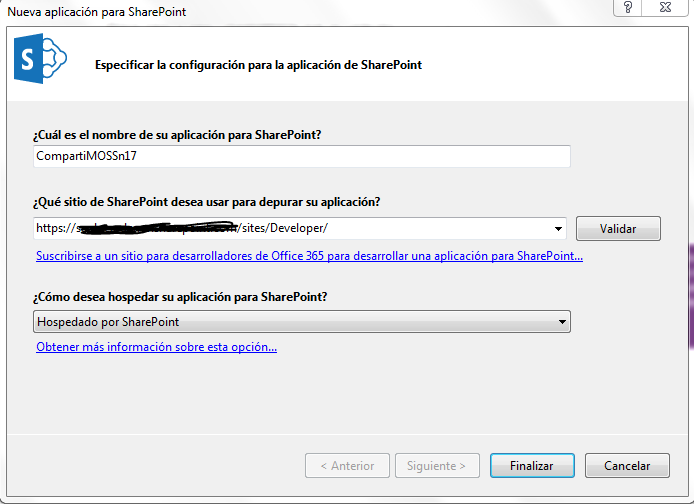 Nueva aplicación para SharePoint
?
S
Especificar la configuración para la aplicación de SharePoint
¿Cuál es el nombre de su aplicación para SharePoint?
CompartiMOSSn17
¿Qué sitio de SharePoint desea usar para depurar su aplicación?
https://s .com/sites/Developer/
Validar
Suscribirse a un sitio para desarrolladores de Office 365 para desarrollar una aplicación para SharePoint...
¿Cómo desea hospedar su aplicación para SharePoint?
Hospedado por SharePoint
Obtener más información sobre esta opción...
< Anterior
Siguiente >
Finalizar
Cancelar